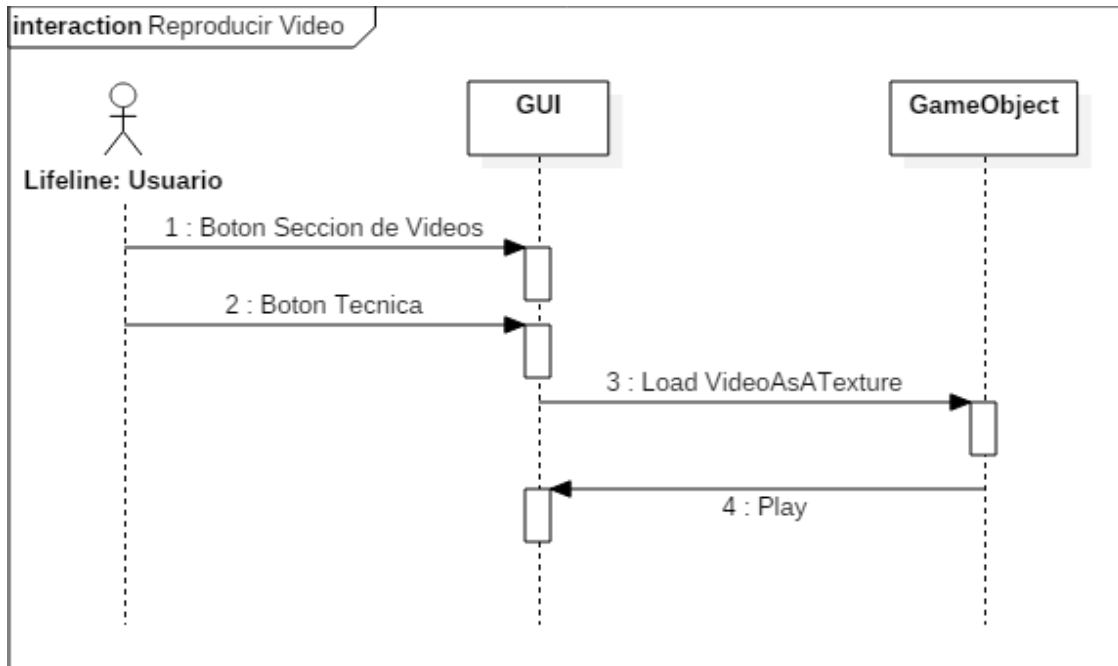 interaction Reproducir Video
GUI
GameObject
Lifeline: Usuario
1 : Boton Seccion de Videos
2 : Boton Tecnica
3 : Load VideoAsATexture
4 : Play